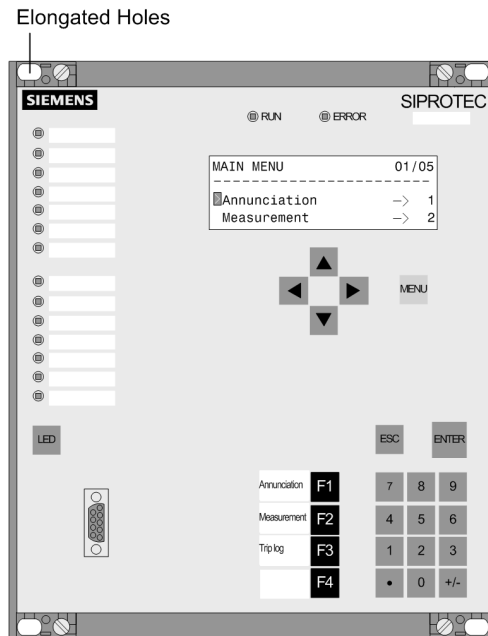 Elongated Holes
SIEMENS
SIPROTEC
RUN
ERROR
MAIN MENU 01/05
Annunciation —> 1
Measurement —> 2
MENU
LED
ESC
ENTER
Annunciation F1
7 8 9
Measurement F2
4 5 6
Trip log F3
1 2 3
F4
• 0 +/-